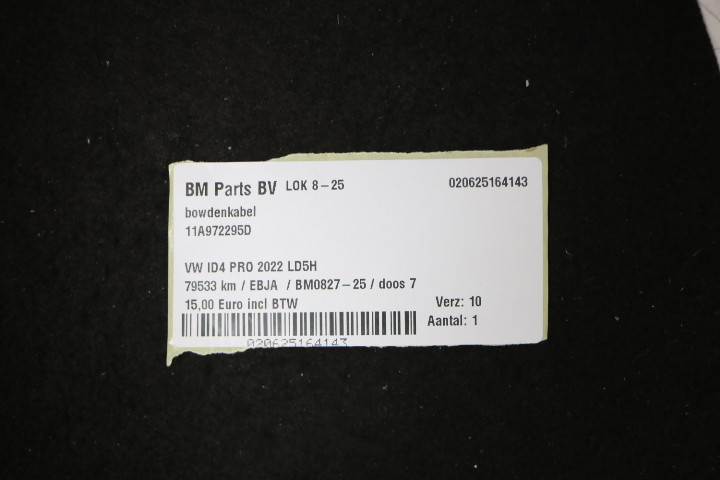 BM Parts BV LOK 8-25 020625164143
bowdenkabel
11A972295D
VW ID4 PRO 2022 LD5H
79533 km / EBJA / BM0827-25 / doos 7
15,00 Euro incl BTW Verz: 10
Aantal: 1
020625164143